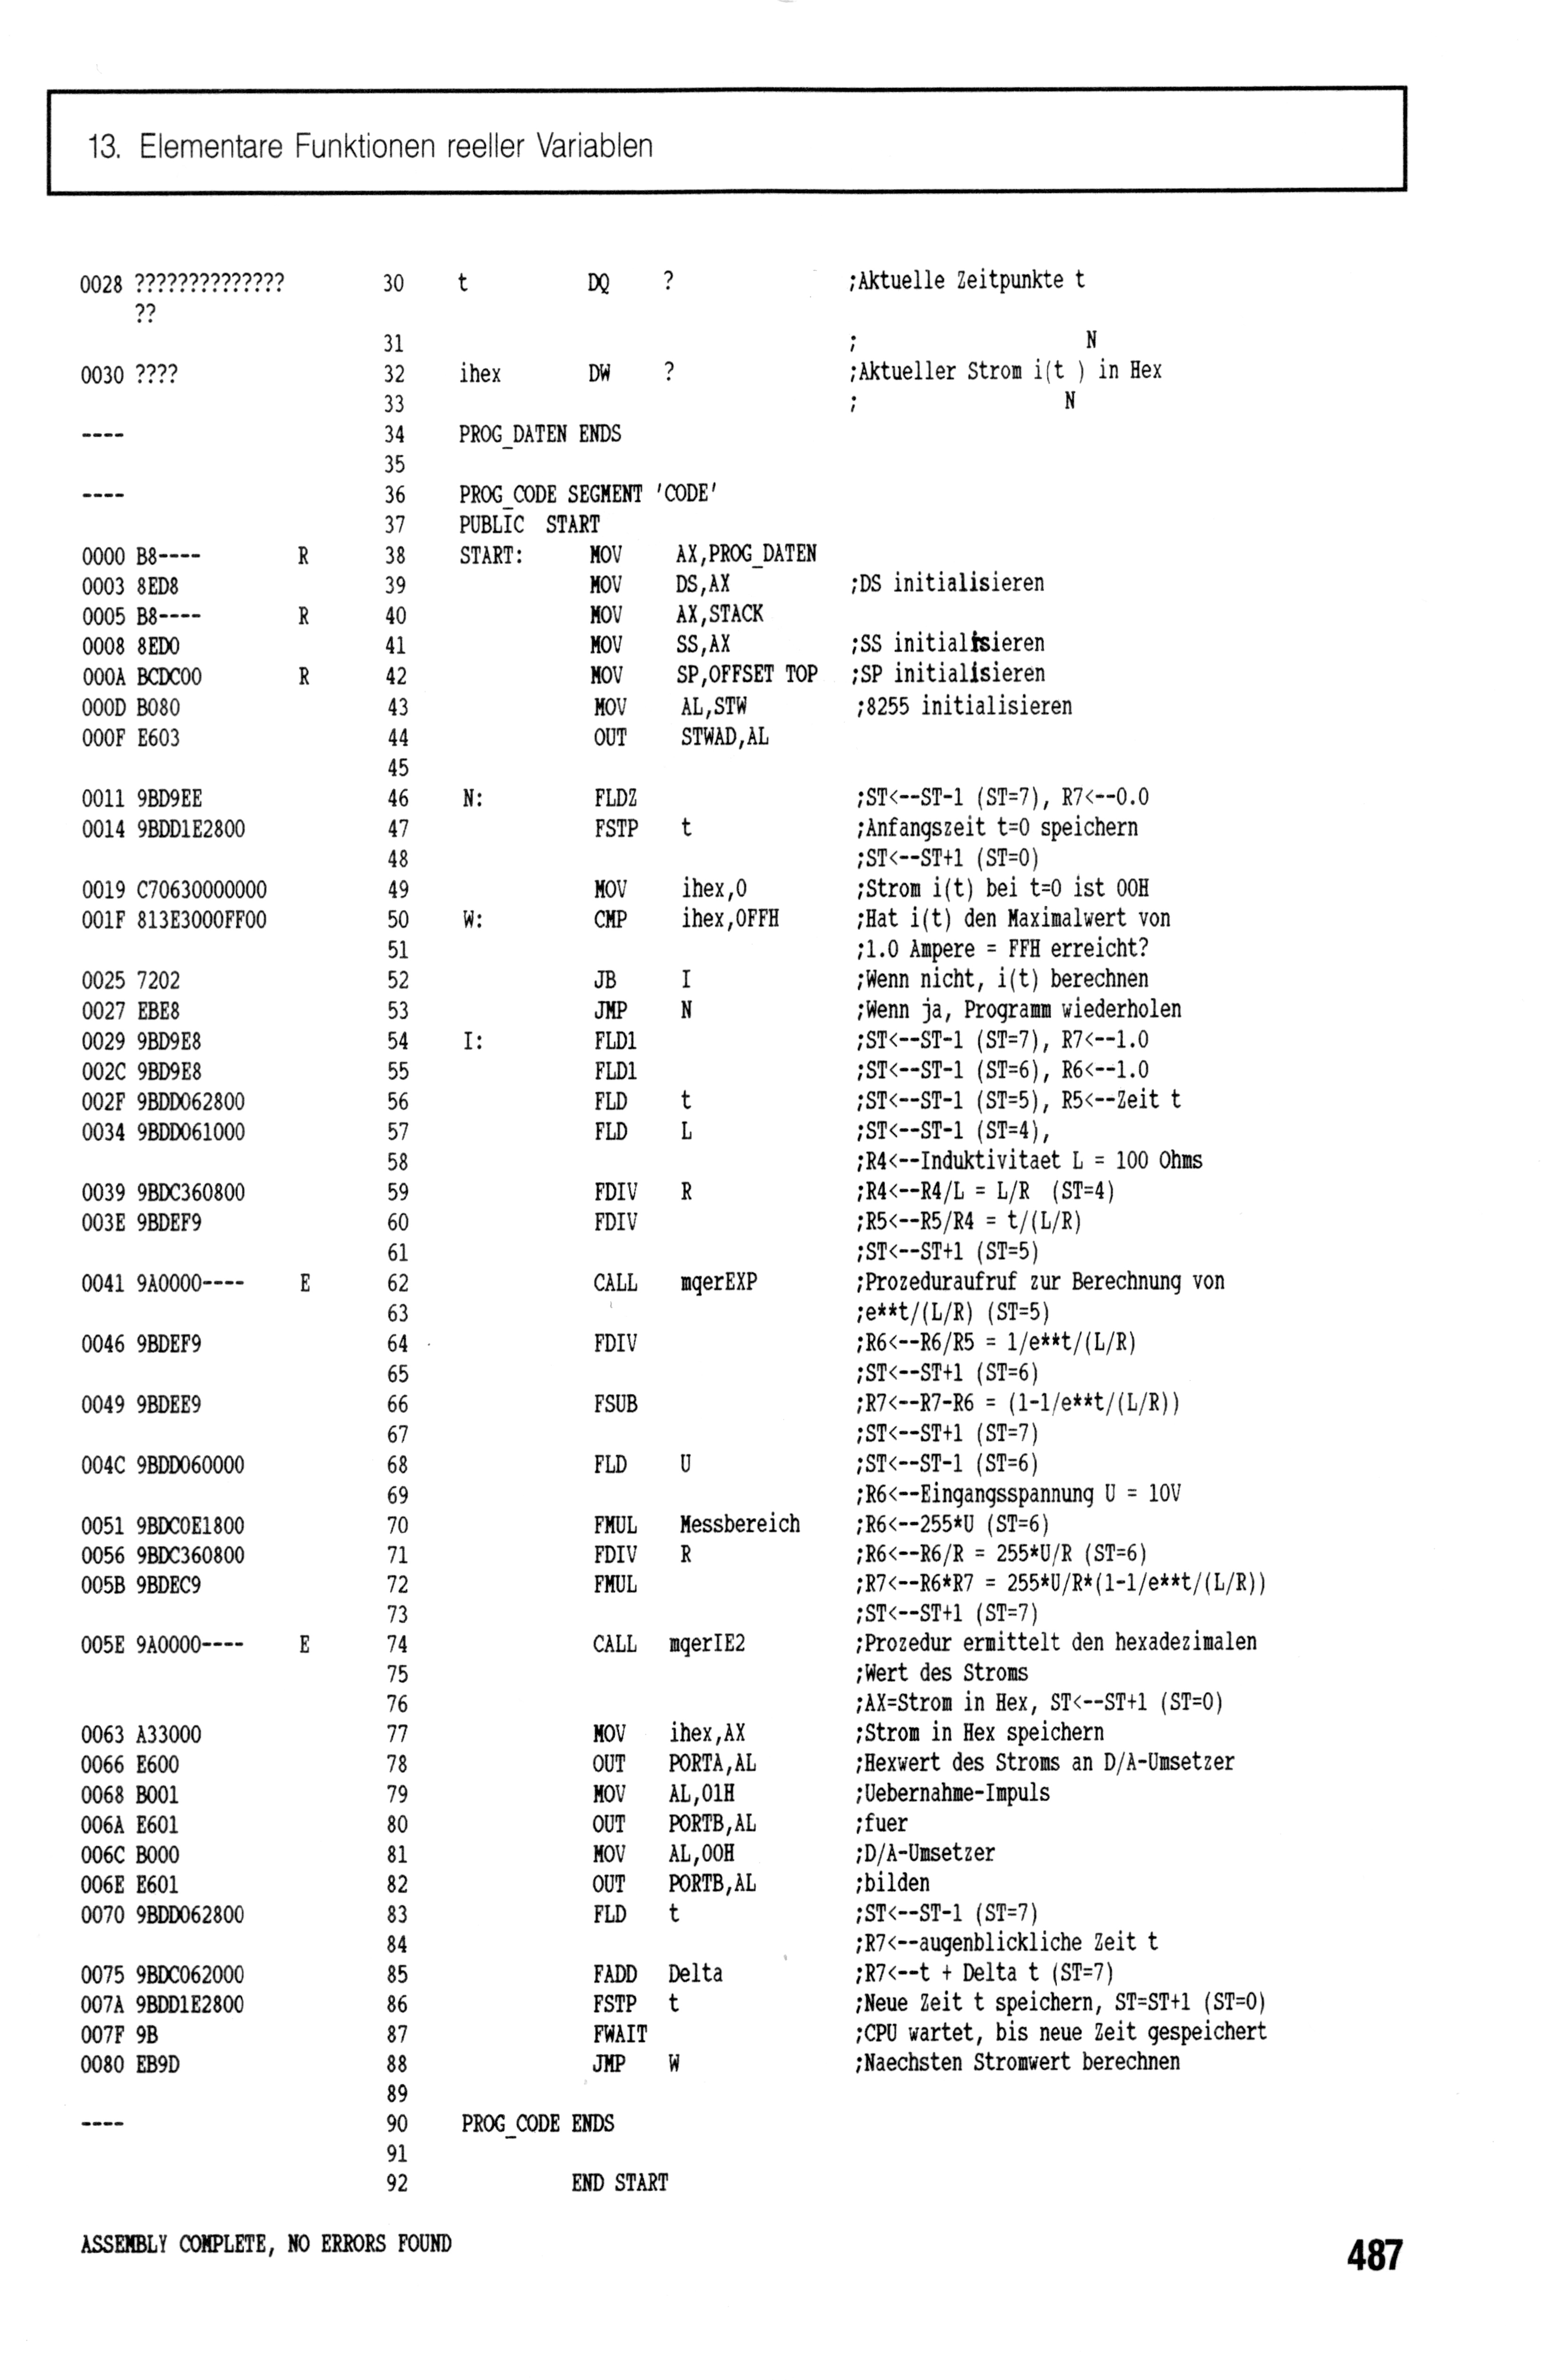 13. Elementare Funktionen reeller Variablen
0028 ?????????????? 30 t DQ ? ;Aktuelle Zeitpunkte t
??
31 ; N
0030 ???? 32 ihex DW ? ;Aktueller Strom i(t ) in Hex
33 ; N
---- 34 PROG_DATEN ENDS
35
---- 36 PROG_CODE SEGMENT 'CODE'
37 PUBLIC START
0000 B8---- R 38 START: MOV AX,PROG_DATEN
0003 8ED8 39 MOV DS,AX ;DS initialisieren
0005 B8---- R 40 MOV AX,STACK
0008 8ED0 41 MOV SS,AX ;SS initialisieren
000A BCDC00 R 42 MOV SP,OFFSET TOP ;SP initialisieren
000D B080 43 MOV AL,STW ;8255 initialisieren
000F E603 44 OUT STWAD,AL
45
0011 9BD9EE 46 N: FLDZ ;ST<--ST-1 (ST=7), R7<--0.0
0014 9BDD1E2800 47 FSTP t ;Anfangszeit t=0 speichern
48 ;ST<--ST+1 (ST=0)
0019 C70630000000 49 MOV ihex,0 ;Strom i(t) bei t=0 ist 00H
001F 813E3000FF00 50 W: CMP ihex,0FFH ;Hat i(t) den Maximalwert von
51 ;1.0 Ampere = FFH erreicht?
0025 7202 52 JB I ;Wenn nicht, i(t) berechnen
0027 EBE8 53 JMP N ;Wenn ja, Programm wiederholen
0029 9BD9E8 54 I: FLD1 ;ST<--ST-1 (ST=7), R7<--1.0
002C 9BD9E8 55 FLD1 ;ST<--ST-1 (ST=6), R6<--1.0
002F 9BDD062800 56 FLD t ;ST<--ST-1 (ST=5), R5<--Zeit t
0034 9BDD061000 57 FLD L ;ST<--ST-1 (ST=4),
58 ;R4<--Induktivitaet L = 100 Ohms
0039 9BDC360800 59 FDIV R ;R4<--R4/L = L/R (ST=4)
003E 9BDEF9 60 FDIV ;R5<--R5/R4 = t/(L/R)
61 ;ST<--ST+1 (ST=5)
0041 9A0000---- E 62 CALL mqerEXP ;Prozeduraufruf zur Berechnung von
63 ;e**t/(L/R) (ST=5)
0046 9BDEF9 64 FDIV ;R6<--R6/R5 = 1/e**t/(L/R)
65 ;ST<--ST+1 (ST=6)
0049 9BDEE9 66 FSUB ;R7<--R7-R6 = (1-1/e**t/(L/R))
67 ;ST<--ST+1 (ST=7)
004C 9BDD060000 68 FLD U ;ST<--ST-1 (ST=6)
69 ;R6<--Eingangsspannung U = 10V
0051 9BDC0E1800 70 FMUL Messbereich ;R6<--255*U (ST=6)
0056 9BDC360800 71 FDIV R ;R6<--R6/R = 255*U/R (ST=6)
005B 9BDEC9 72 FMUL ;R7<--R6*R7 = 255*U/R*(1-1/e**t/(L/R))
73 ;ST<--ST+1 (ST=7)
005E 9A0000---- E 74 CALL mqerIE2 ;Prozedur ermittelt den hexadezimalen
75 ;Wert des Stroms
76 ;AX=Strom in Hex, ST<--ST+1 (ST=0)
0063 A33000 77 MOV ihex,AX ;Strom in Hex speichern
0066 E600 78 OUT PORTA,AL ;Hexwert des Stroms an D/A-Umsetzer
0068 B001 79 MOV AL,01H ;Uebernahme-Impuls
006A E601 80 OUT PORTB,AL ;fuer
006C B000 81 MOV AL,00H ;D/A-Umsetzer
006E E601 82 OUT PORTB,AL ;bilden
0070 9BDD062800 83 FLD t ;ST<--ST-1 (ST=7)
84 ;R7<--augenblickliche Zeit t
0075 9BDC062000 85 FADD Delta ;R7<--t + Delta t (ST=7)
007A 9BDD1E2800 86 FSTP t ;Neue Zeit t speichern, ST=ST+1 (ST=0)
007F 9B 87 FWAIT ;CPU wartet, bis neue Zeit gespeichert
0080 EB9D 88 JMP W ;Naechsten Stromwert berechnen
89
---- 90 PROG_CODE ENDS
91
92 END START
ASSEMBLY COMPLETE, NO ERRORS FOUND
487